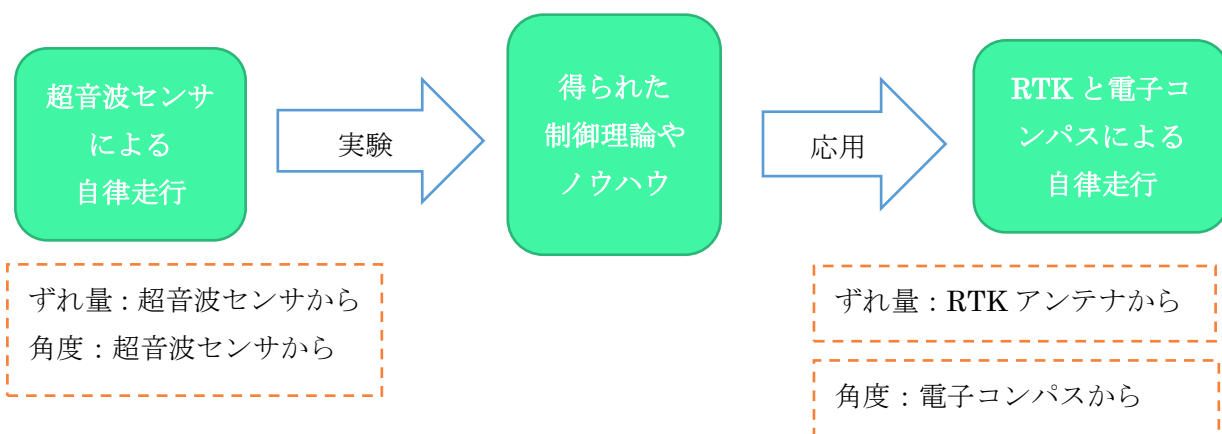 超音波センサ
による
自律走行
実験
得られた
制御理論や
ノウハウ
応用
RTK と電子コ
ンパスによる
自律走行
ずれ量：超音波センサから
角度：超音波センサから
ずれ量：RTK アンテナから
角度：電子コンパスから